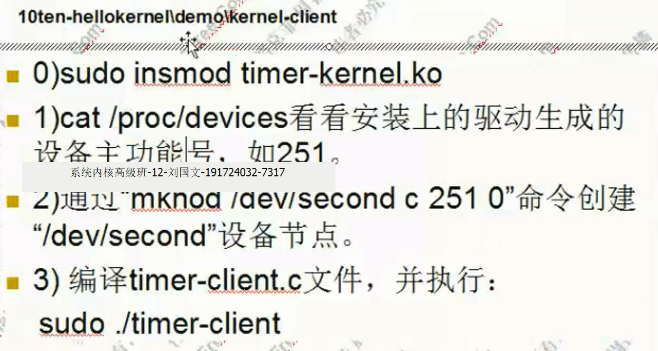 10ten-hellokernel\demo\kernel-client
0)sudo insmod timer-kernel.ko
1)cat /proc/devices看看安装上的驱动生成的
设备主功能号，如251。
系统内核高级班-12-刘国文-191724032-7317
2)通过“mknod /dev/second c 251 0”命令创建
“/dev/second”设备节点。
3) 编译timer-client.c文件，并执行：
sudo ./timer-client